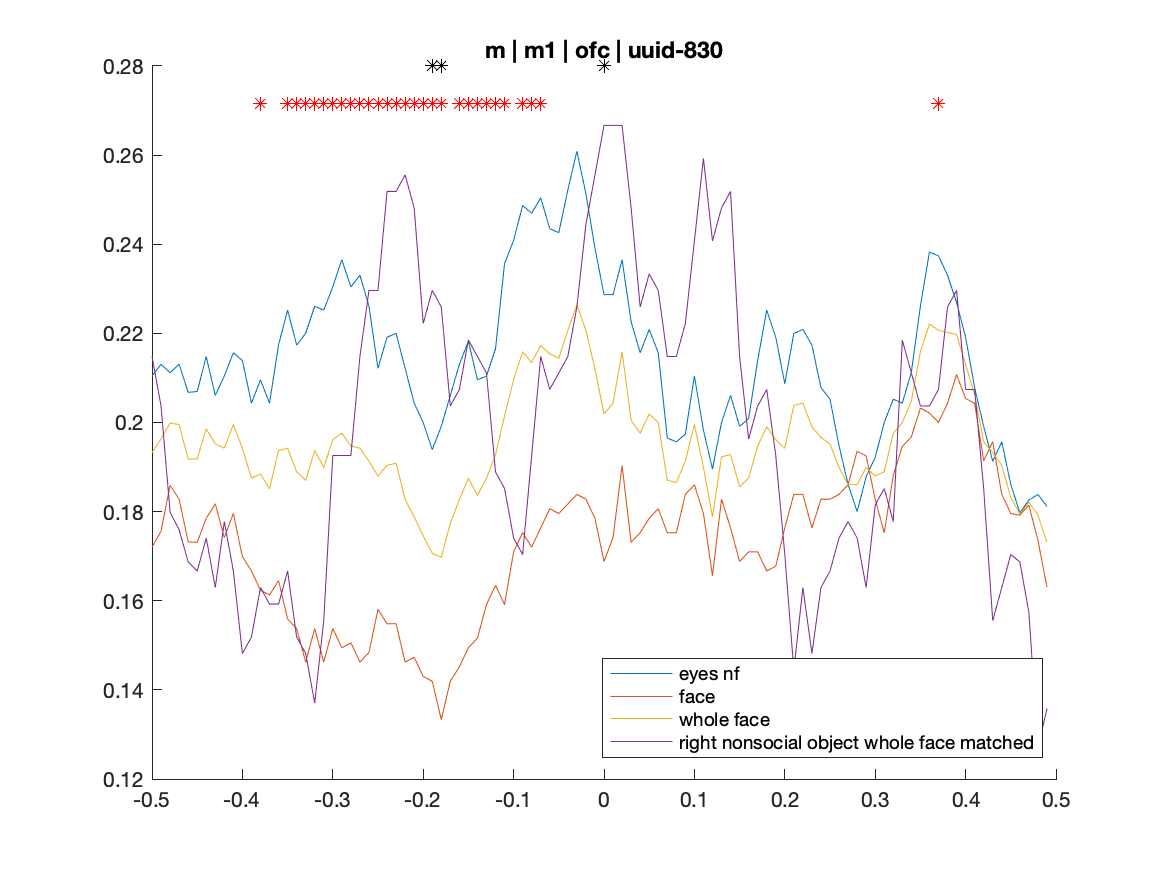 m | m1 | ofc | uuid-830
0.28
0.26
0.24
0.22
0.2
0.18
0.16
0.14
0.12
-0.5 -0.4 -0.3 -0.2 -0.1 0 0.1 0.2 0.3 0.4 0.5
eyes nf
face
whole face
right nonsocial object whole face matched